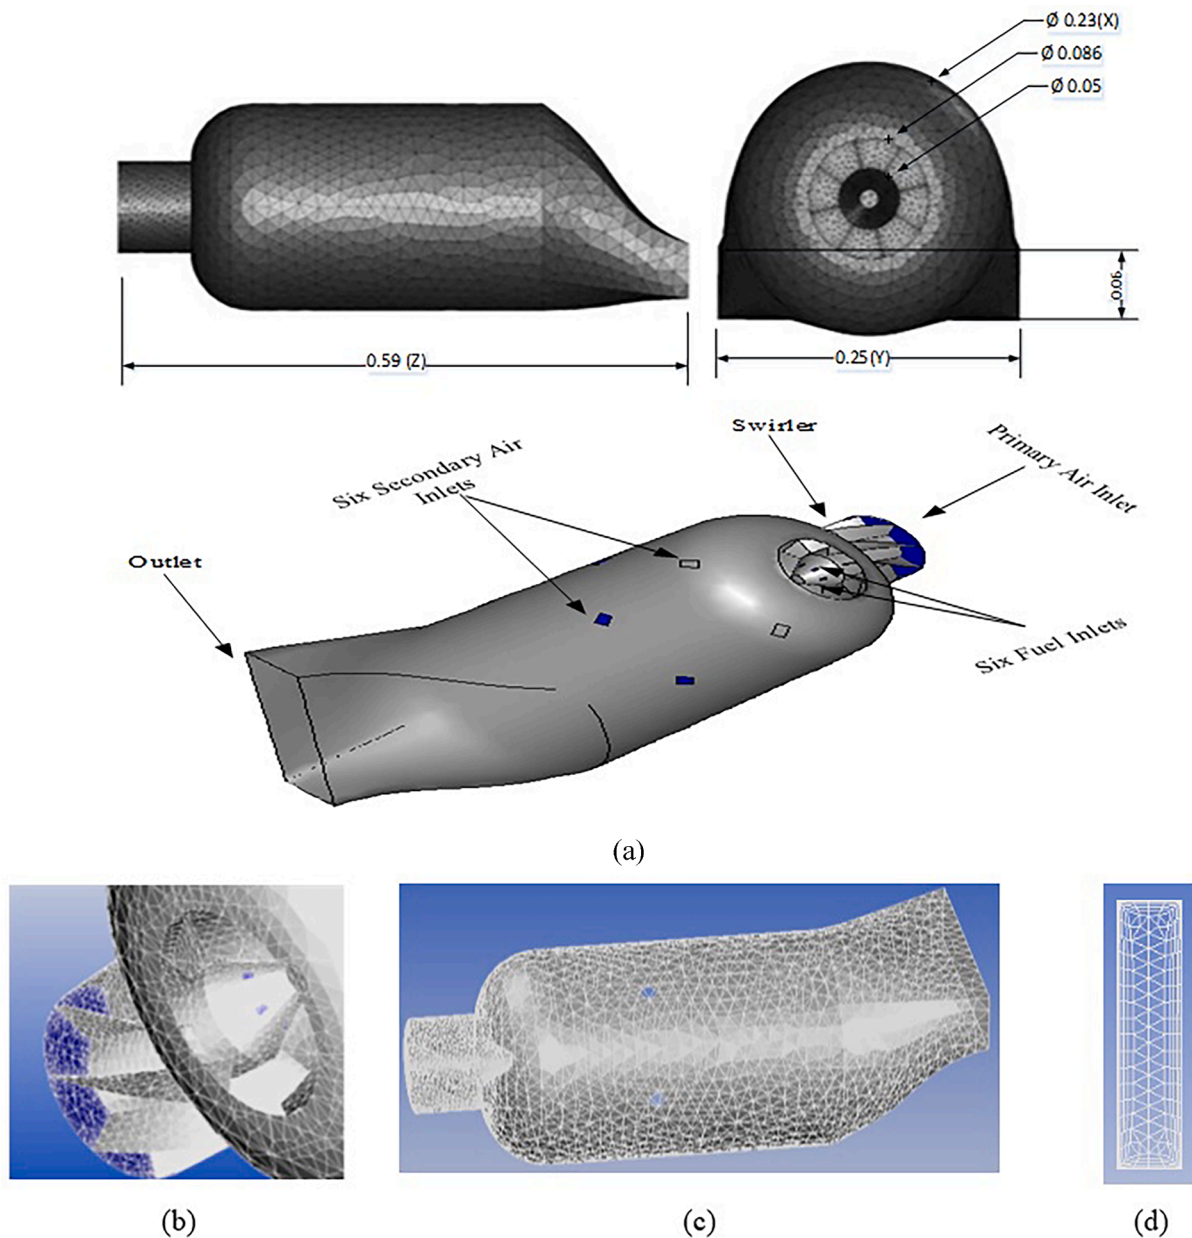 Ø 0.23(X)
Ø 0.086
Ø 0.05
0.06
0.59 (Z)
0.25(Y)
Swirler
Primary Air Inlet
Six Secondary Air
Inlets
Outlet
Six Fuel Inlets
(a)
(b)
(c)
(d)